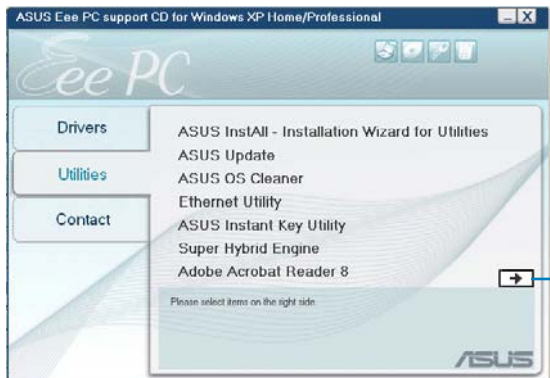 ASUS Eee PC support CD for Windows XP Home/Professional
Eee PC
Drivers
Utilities
Contact
ASUS InstAll - Installation Wizard for Utilities
ASUS Update
ASUS OS Cleaner
Ethernet Utility
ASUS Instant Key Utility
Super Hybrid Engine
Adobe Acrobat Reader 8
Please select items on the right side.
ASUS